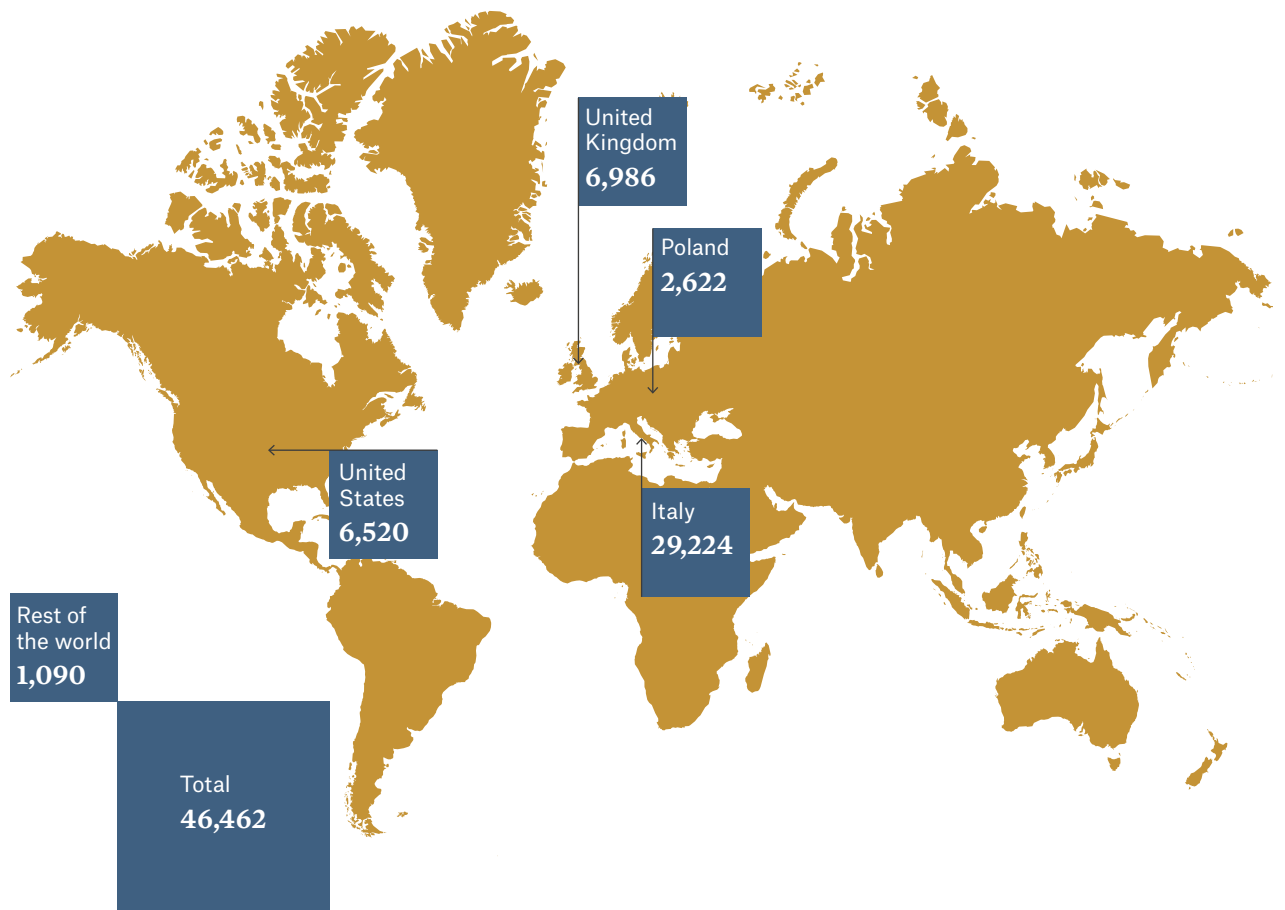 United
Kingdom
6,986
Poland
2,622
United
States
6,520
Italy
29,224
Rest of
the world
1,090
Total
46,462